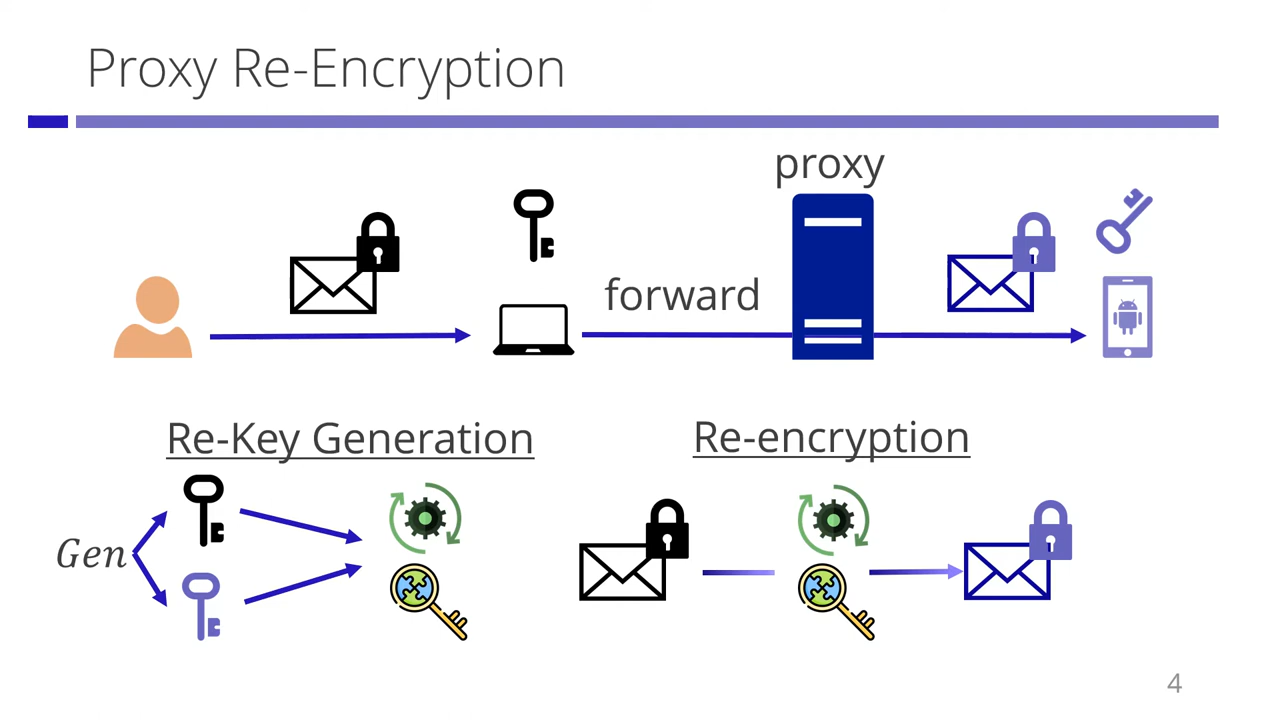 Proxy Re-Encryption
proxy
forward
Re-Key Generation
Re-encryption
Gen
4